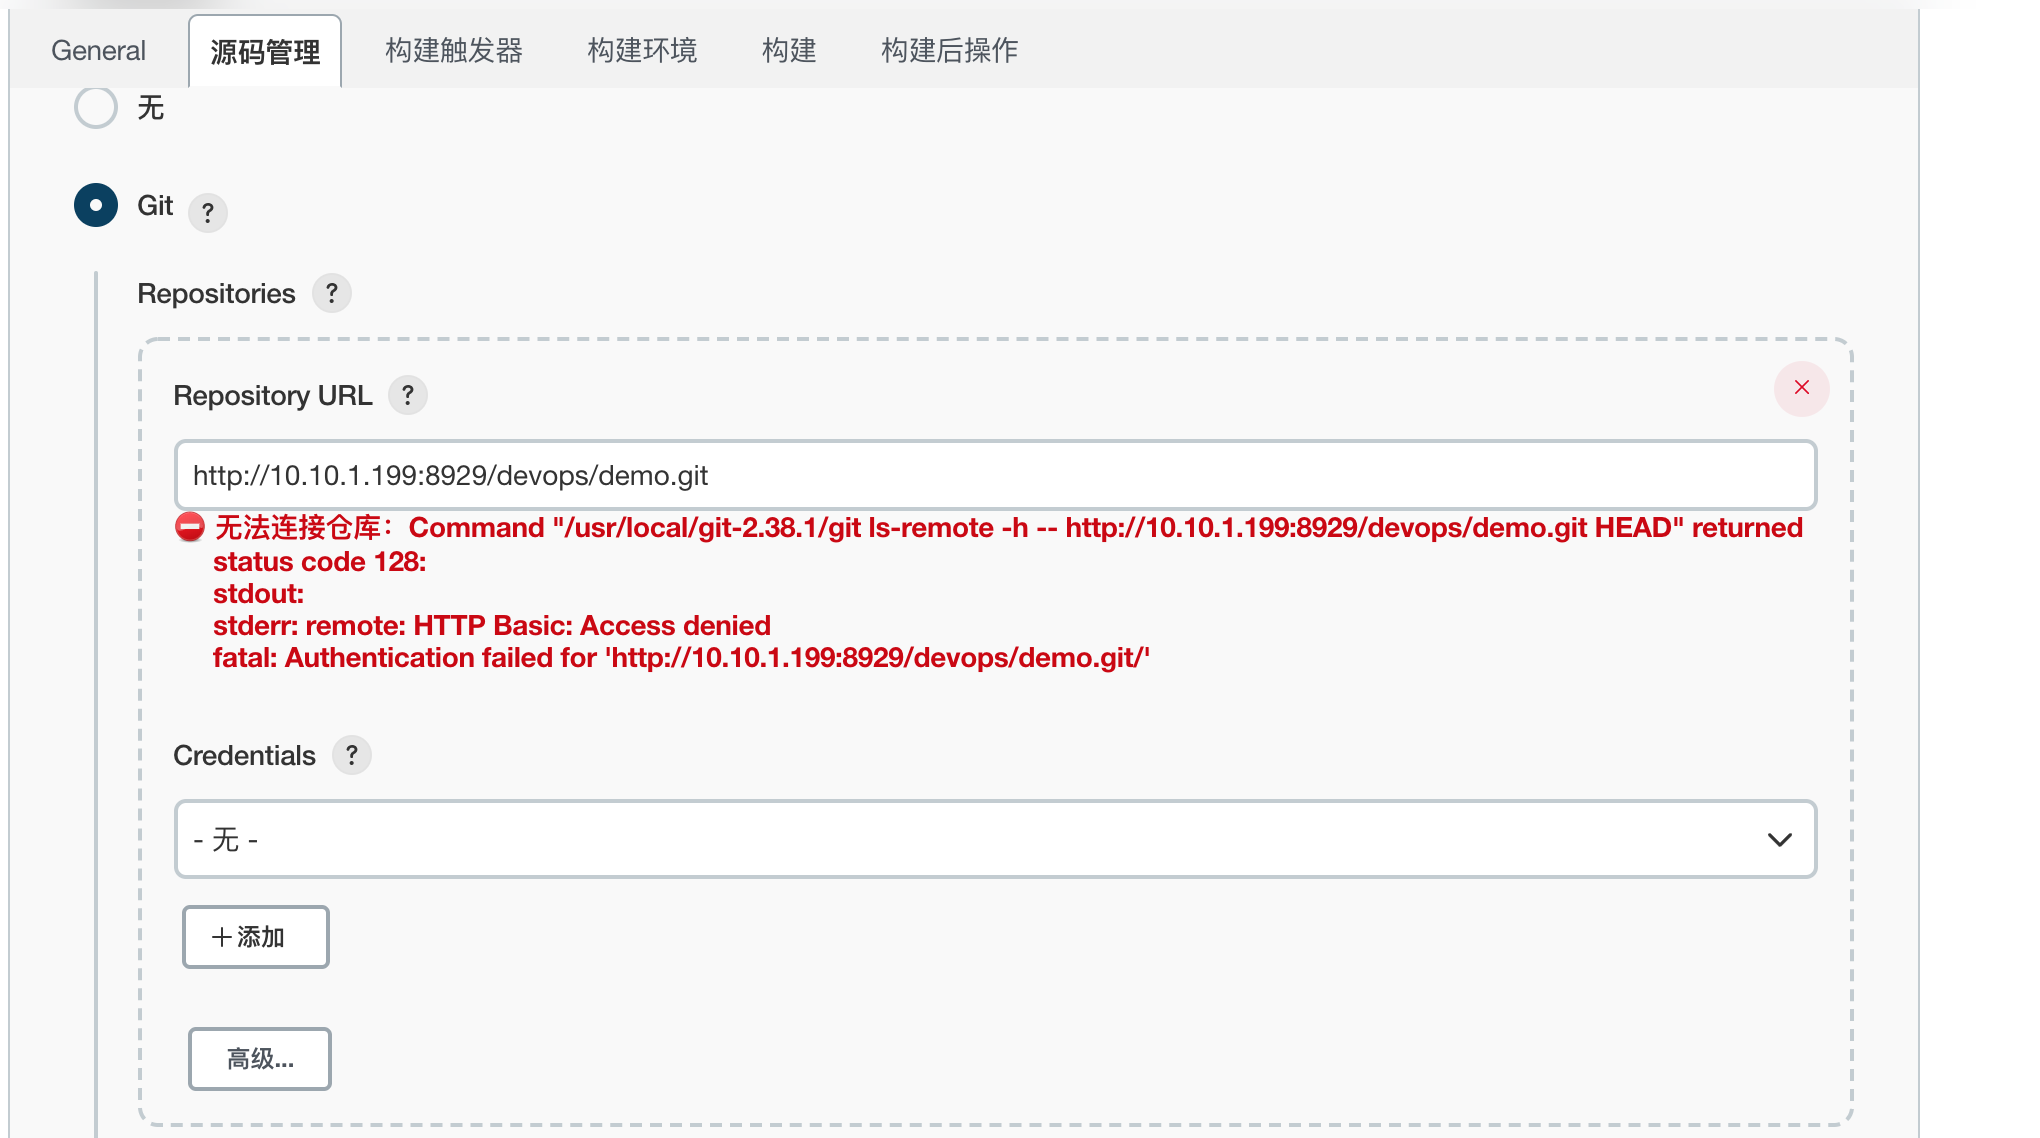 General 源码管理 构建触发器 构建环境 构建 构建后操作
无
Git ?
Repositories ?
Repository URL ?
http://10.10.1.199:8929/devops/demo.git
无法连接仓库：Command "/usr/local/git-2.38.1/git ls-remote -h -- http://10.10.1.199:8929/devops/demo.git HEAD" returned
status code 128:
stdout:
stderr: remote: HTTP Basic: Access denied
fatal: Authentication failed for 'http://10.10.1.199:8929/devops/demo.git/'
Credentials ?
- 无 -
+添加
高级...